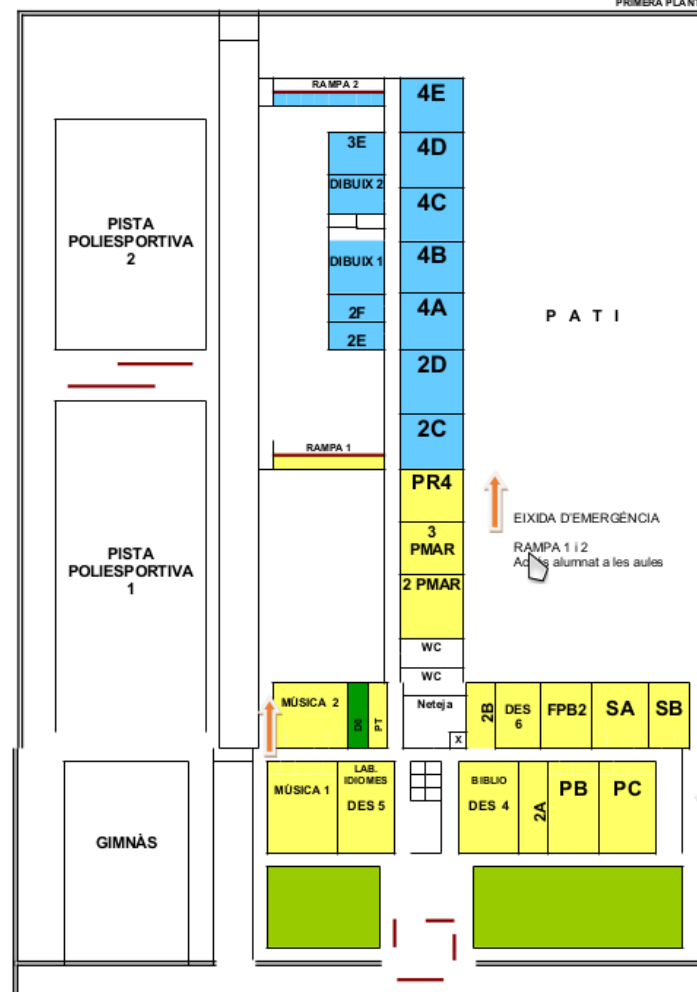 PRIMERA PLANT
RAMPA 2
4E
3E
4D
DIBUIX 2
4C
PISTA
POLIESPORTIVA
2
DIBUIX 1
4B
2F
4A
P A T I
2E
2D
2C
RAMPA 1
PR4
EIXIDA D'EMERGÈNCIA
3
PMAR
RAMPA 1 i 2
alumnat a les aules
PISTA
POLIESPORTIVA
1
2 PMAR
WC
WC
MÚSICA 2
D0
PT
Neteja
X
2B
DES
6
FPB2
SA
SB
MÚSICA 1
LAB.
IDIOMES
DES 5
BIBLIO
DES 4
2A
PB
PC
GIMNÀS